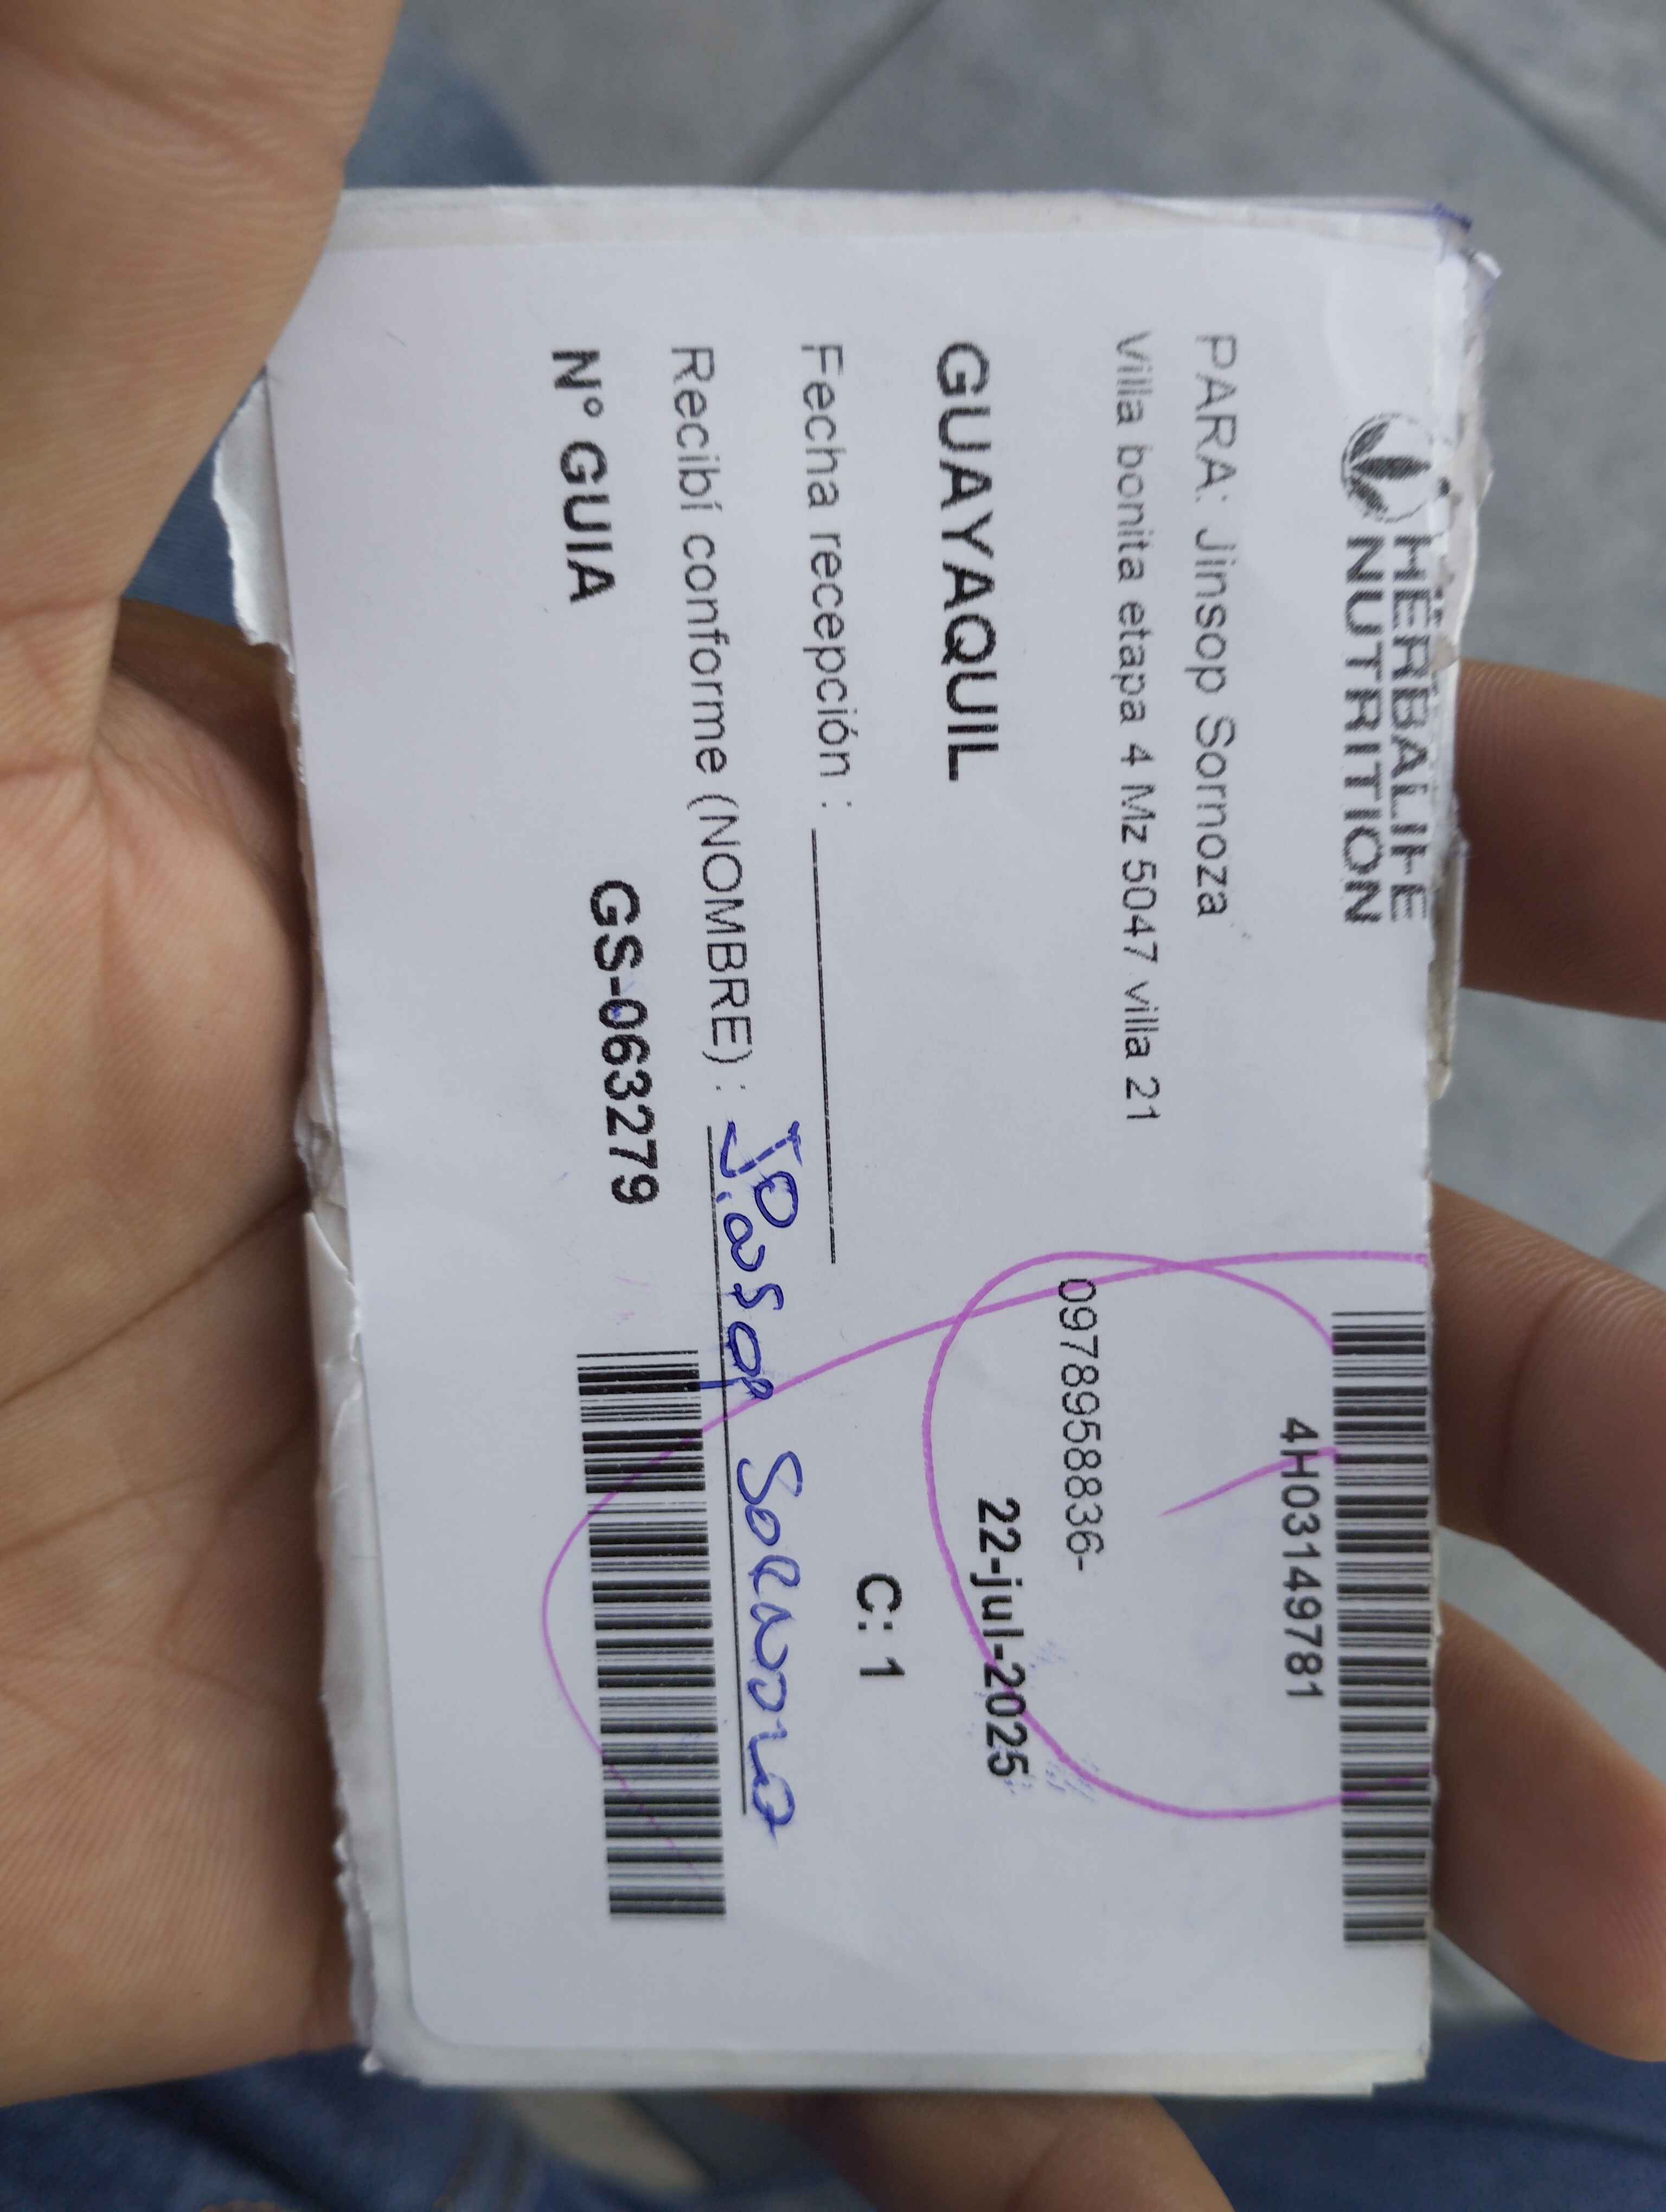 HERBALIFE
NUTRITION
4H03149781
PARA: Jinsop Sornoza
Villa bonita etapa 4 Mz 5047 villa 21
0978958836-
GUAYAQUIL
22-jul-2025
C: 1
Fecha recepción :
Recibí conforme (NOMBRE) :
N° GUIA GS-063279